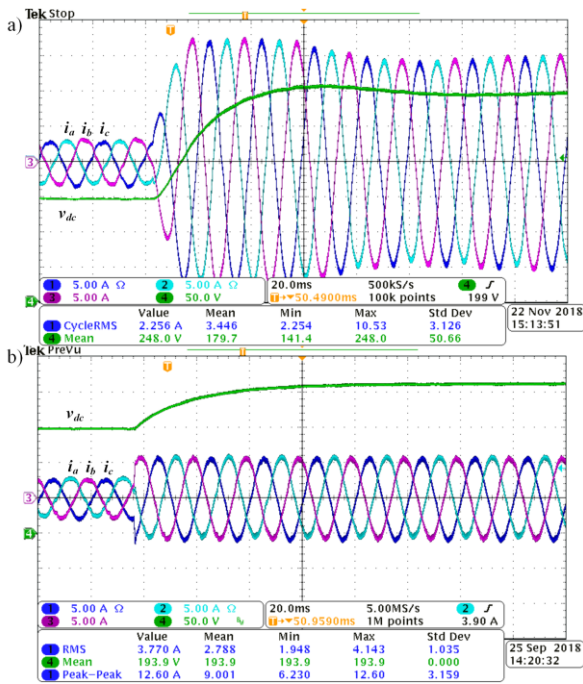 a)
Tek Stop
T
T
i_a i_b i_c
3
v_dc
4
1 5.00 A Ω 2 5.00 A Ω
3 5.00 A 4 50.0 V
20.0ms 500kS/s 4
T→▼50.4900ms 100k points 199 V
Value Mean Min Max Std Dev
1 CycleRMS 2.256 A 3.446 2.254 10.53 3.126
4 Mean 248.0 V 179.7 141.4 248.0 50.66
22 Nov 2018
15:13:51
b)
Tek PreVu
T
v_dc
i_a i_b i_c
3
4
1 5.00 A Ω 2 5.00 A Ω
3 5.00 A 4 50.0 V
20.0ms 5.00MS/s 2
T→▼50.9590ms 1M points 3.90 A
Value Mean Min Max Std Dev
1 RMS 3.770 A 2.788 1.948 4.143 1.035
4 Mean 193.9 V 193.9 193.9 193.9 0.000
1 Peak-Peak 12.60 A 9.001 6.230 12.60 3.159
25 Sep 2018
14:20:32